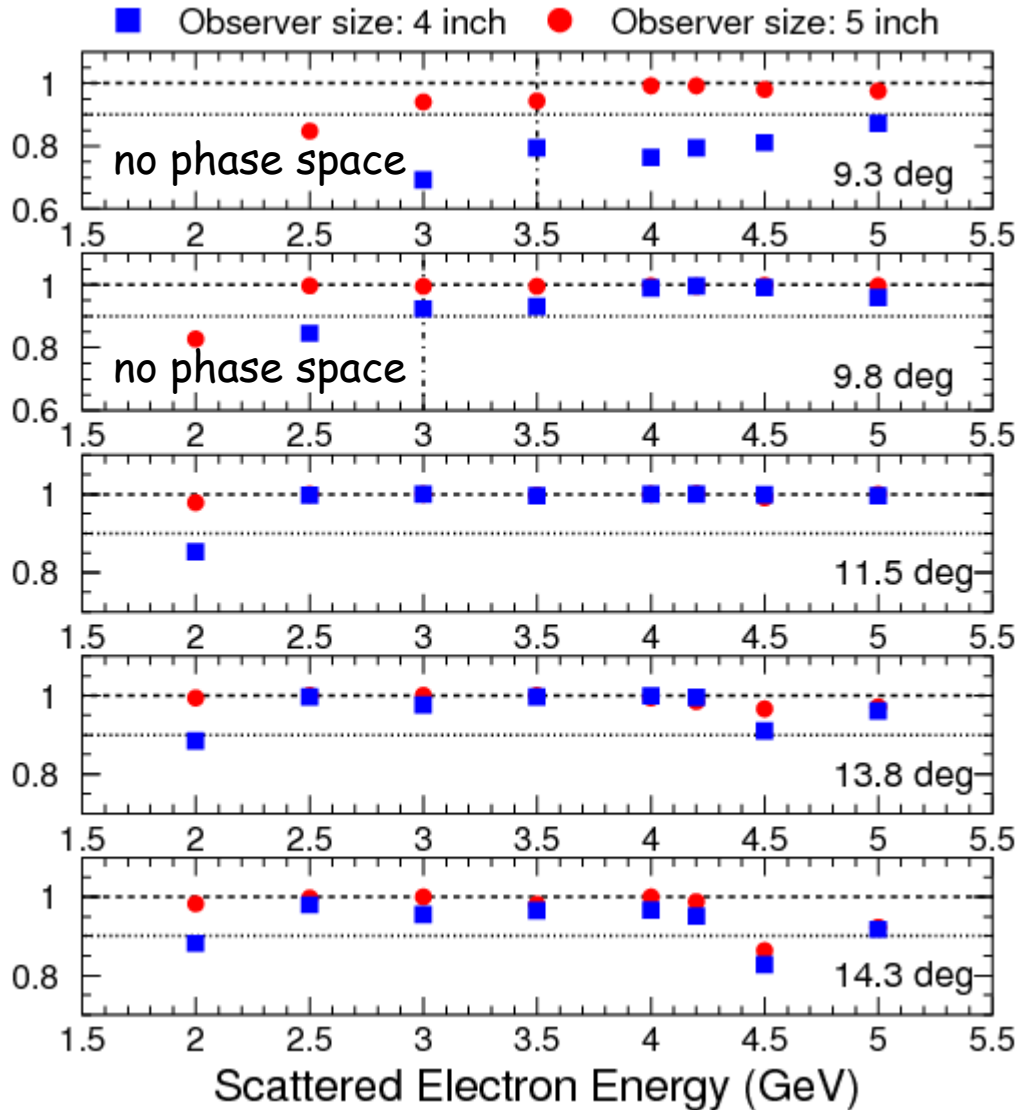 Observer size: 4 inch Observer size: 5 inch
1
0.8
0.6
no phase space
9.3 deg
1.5 2 2.5 3 3.5 4 4.5 5 5.5
1
0.8
0.6
no phase space
9.8 deg
1.5 2 2.5 3 3.5 4 4.5 5 5.5
1
0.8
11.5 deg
1.5 2 2.5 3 3.5 4 4.5 5 5.5
1
0.8
13.8 deg
1.5 2 2.5 3 3.5 4 4.5 5 5.5
1
0.8
14.3 deg
1.5 2 2.5 3 3.5 4 4.5 5 5.5
Scattered Electron Energy (GeV)